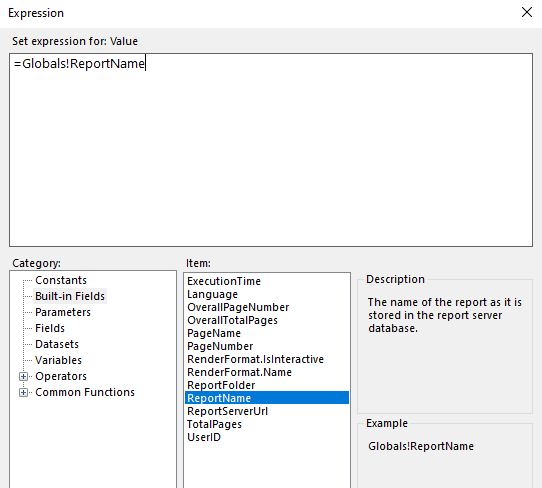 Expression
Set expression for: Value
=Globals!ReportName
Category:
Constants
Built-in Fields
Parameters
Fields
Datasets
Variables
Operators
Common Functions
Item:
ExecutionTime
Language
OverallPageNumber
OverallTotalPages
PageName
PageNumber
RenderFormat.IsInteractive
RenderFormat.Name
ReportFolder
ReportName
ReportServerUrl
TotalPages
UserID
Description
The name of the report as it is
stored in the report server
database.
Example
Globals!ReportName